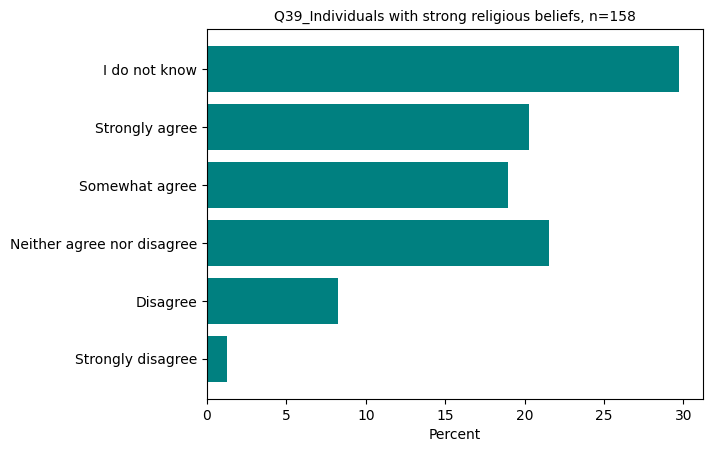 Q39_Individuals with strong religious beliefs, n=158
I do not know
Strongly agree
Somewhat agree
Neither agree nor disagree
Disagree
Strongly disagree
0 5 10 15 20 25 30
Percent